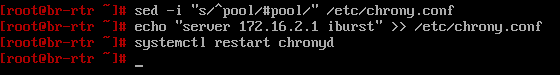 [root@br-rtr ~]# sed -i "s/^pool/#pool/" /etc/chrony.conf
[root@br-rtr ~]# echo "server 172.16.2.1 iburst" >> /etc/chrony.conf
[root@br-rtr ~]# systemctl restart chronyd
[root@br-rtr ~]# _